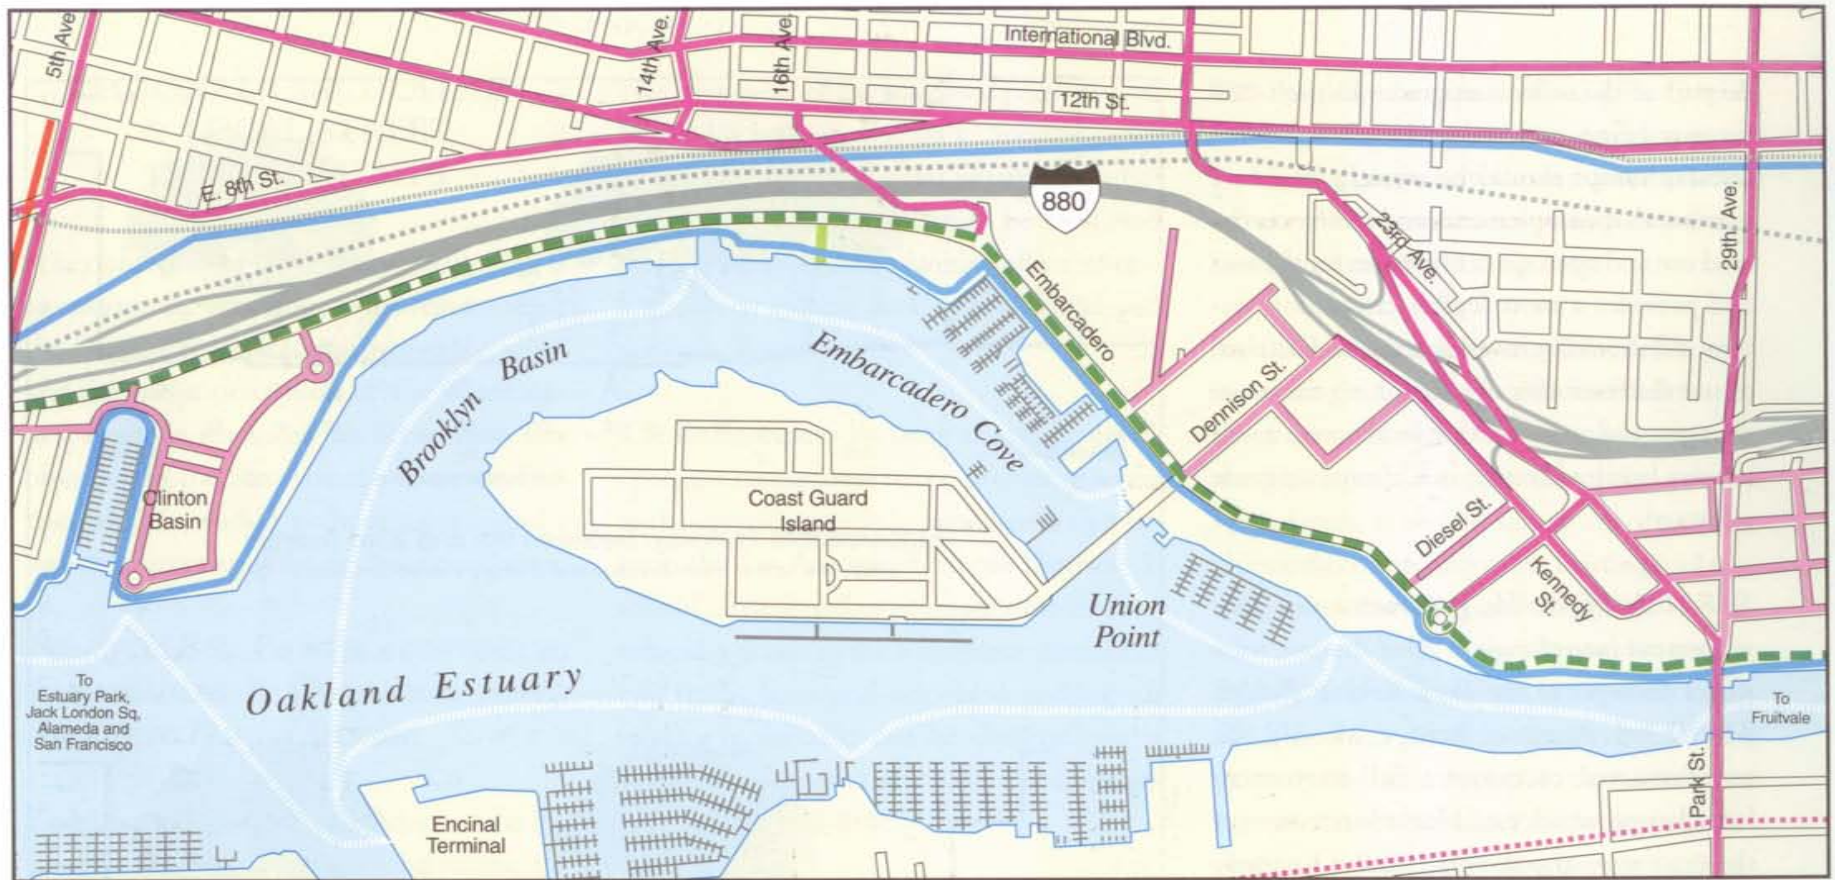 5th Ave.
14th Ave.
16th Ave.
International Blvd.
12th St.
E. 8th St.
880
23rd Ave.
29th. Ave.
Embarcadero
Brooklyn Basin
Embarcadero Cove
Dennison St.
Clinton
Basin
Coast Guard
Island
Diesel St.
Kennedy
St.
Union
Point
Oakland Estuary
To
Estuary Park,
Jack London Sq,
Alameda and
San Francisco
To
Fruitvale
Park St.
Encinal
Terminal